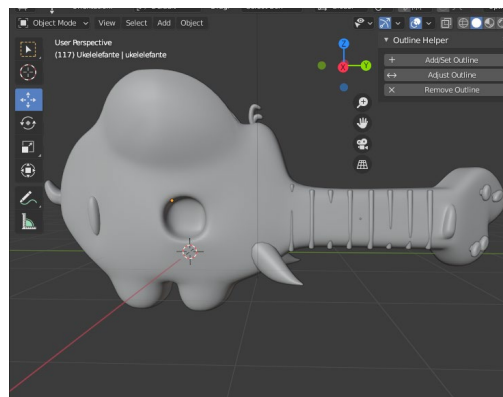 Object Mode View Select Add Object
User Perspective
(117) Ukelelefante | ukelefante
Z
Y
X
Outline Helper
Add/Set Outline
Adjust Outline
Remove Outline